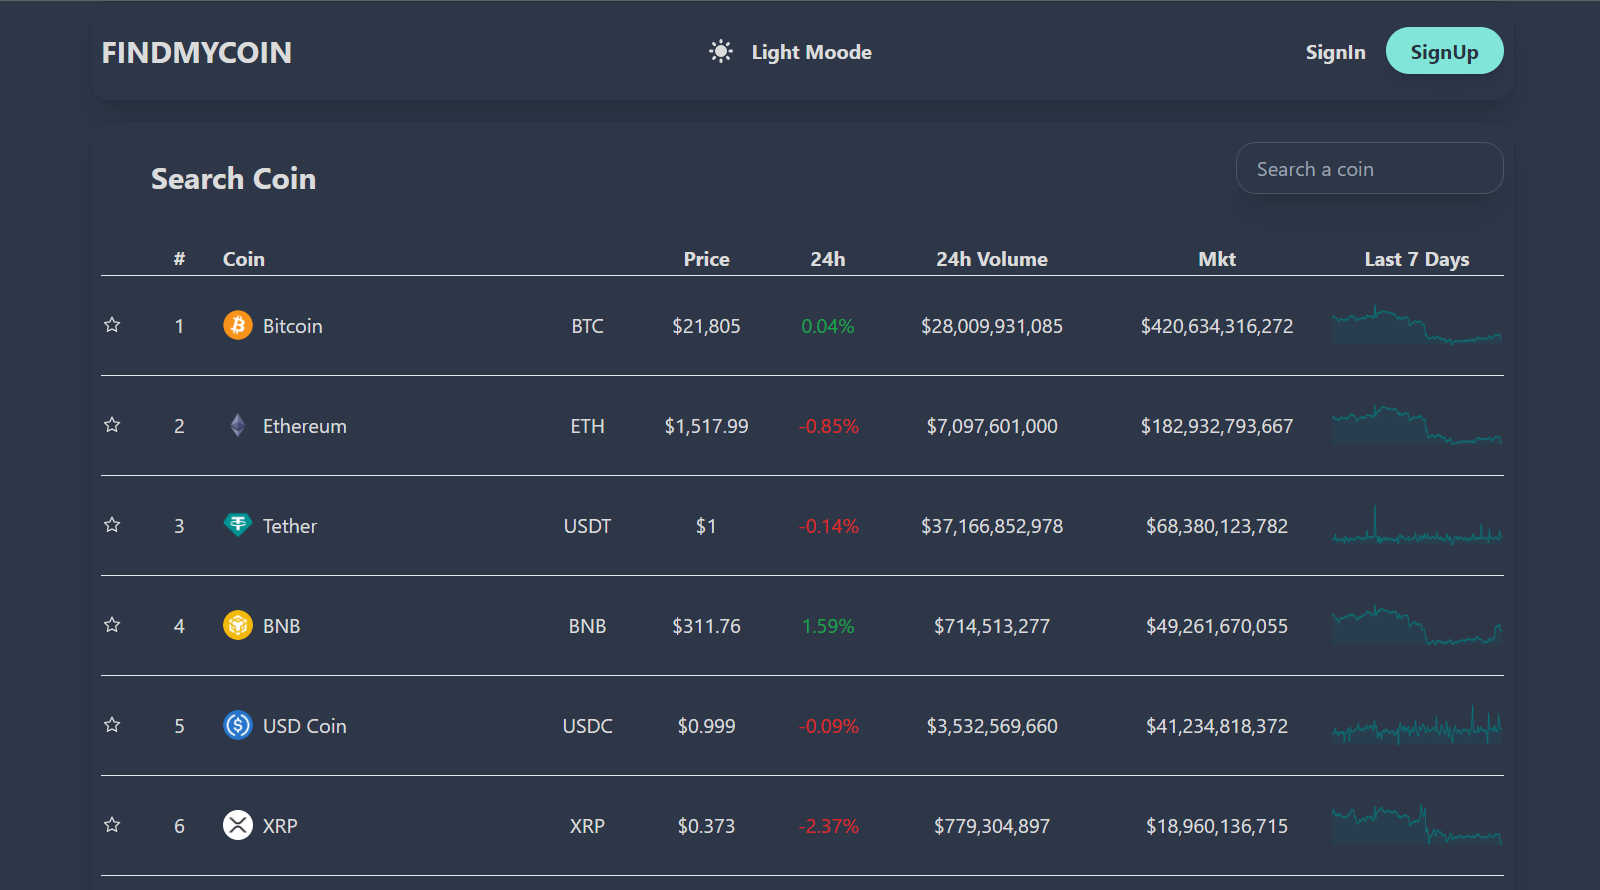 FINDMYCOIN Light Moode SignIn SignUp
Search Coin Search a coin
# Coin Price 24h 24h Volume Mkt Last 7 Days
1 Bitcoin BTC $21,805 0.04% $28,009,931,085 $420,634,316,272
2 Ethereum ETH $1,517.99 -0.85% $7,097,601,000 $182,932,793,667
3 Tether USDT $1 -0.14% $37,166,852,978 $68,380,123,782
4 BNB BNB $311.76 1.59% $714,513,277 $49,261,670,055
5 USD Coin USDC $0.999 -0.09% $3,532,569,660 $41,234,818,372
6 XRP XRP $0.373 -2.37% $779,304,897 $18,960,136,715